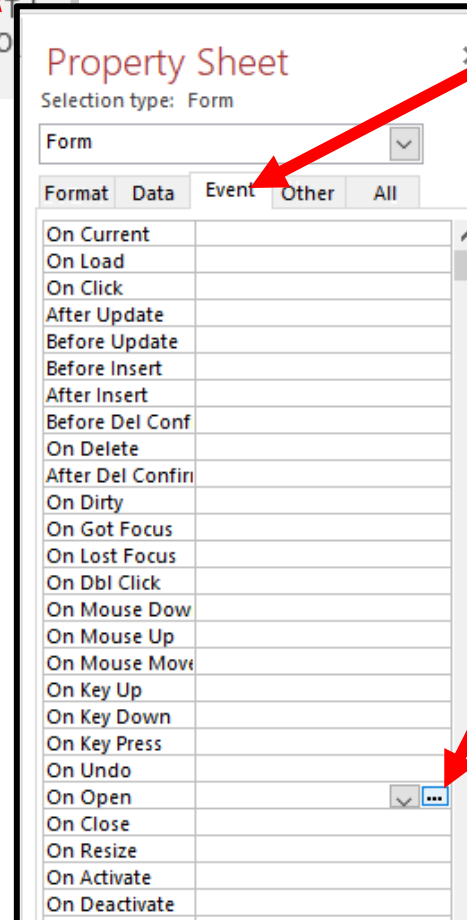 Property Sheet
Selection type: Form
Form
Format Data Event Other All
On Current
On Load
On Click
After Update
Before Update
Before Insert
After Insert
Before Del Conf
On Delete
After Del Confir
On Dirty
On Got Focus
On Lost Focus
On Dbl Click
On Mouse Dow
On Mouse Up
On Mouse Move
On Key Up
On Key Down
On Key Press
On Undo
On Open ...
On Close
On Resize
On Activate
On Deactivate